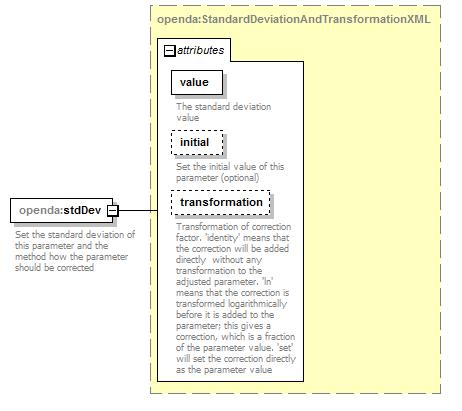 openda:StandardDeviationAndTransformationXML
attributes
value
The standard deviation
value
initial
Set the initial value of this
parameter (optional)
transformation
Transformation of correction
factor. 'identity' means that
the correction will be added
directly  without any
transformation to the
adjusted parameter. 'ln'
means that the correction is
transformed logarithmically
before it is added to the
parameter; this gives a
correction, which is a fraction
of the parameter value. 'set'
will set the correction directly
as the parameter value
openda:stdDev
Set the standard deviation of
this parameter and the
method how the parameter
should be corrected